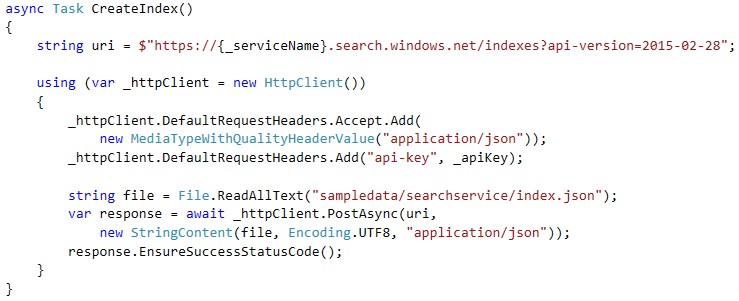 async Task CreateIndex()
{
    string uri = $"https://{_serviceName}.search.windows.net/indexes?api-version=2015-02-28";

    using (var _httpClient = new HttpClient())
    {
        _httpClient.DefaultRequestHeaders.Accept.Add(
            new MediaTypeWithQualityHeaderValue("application/json"));
        _httpClient.DefaultRequestHeaders.Add("api-key", _apiKey);

        string file = File.ReadAllText("sampledata/searchservice/index.json");
        var response = await _httpClient.PostAsync(uri,
            new StringContent(file, Encoding.UTF8, "application/json"));
        response.EnsureSuccessStatusCode();
    }
}